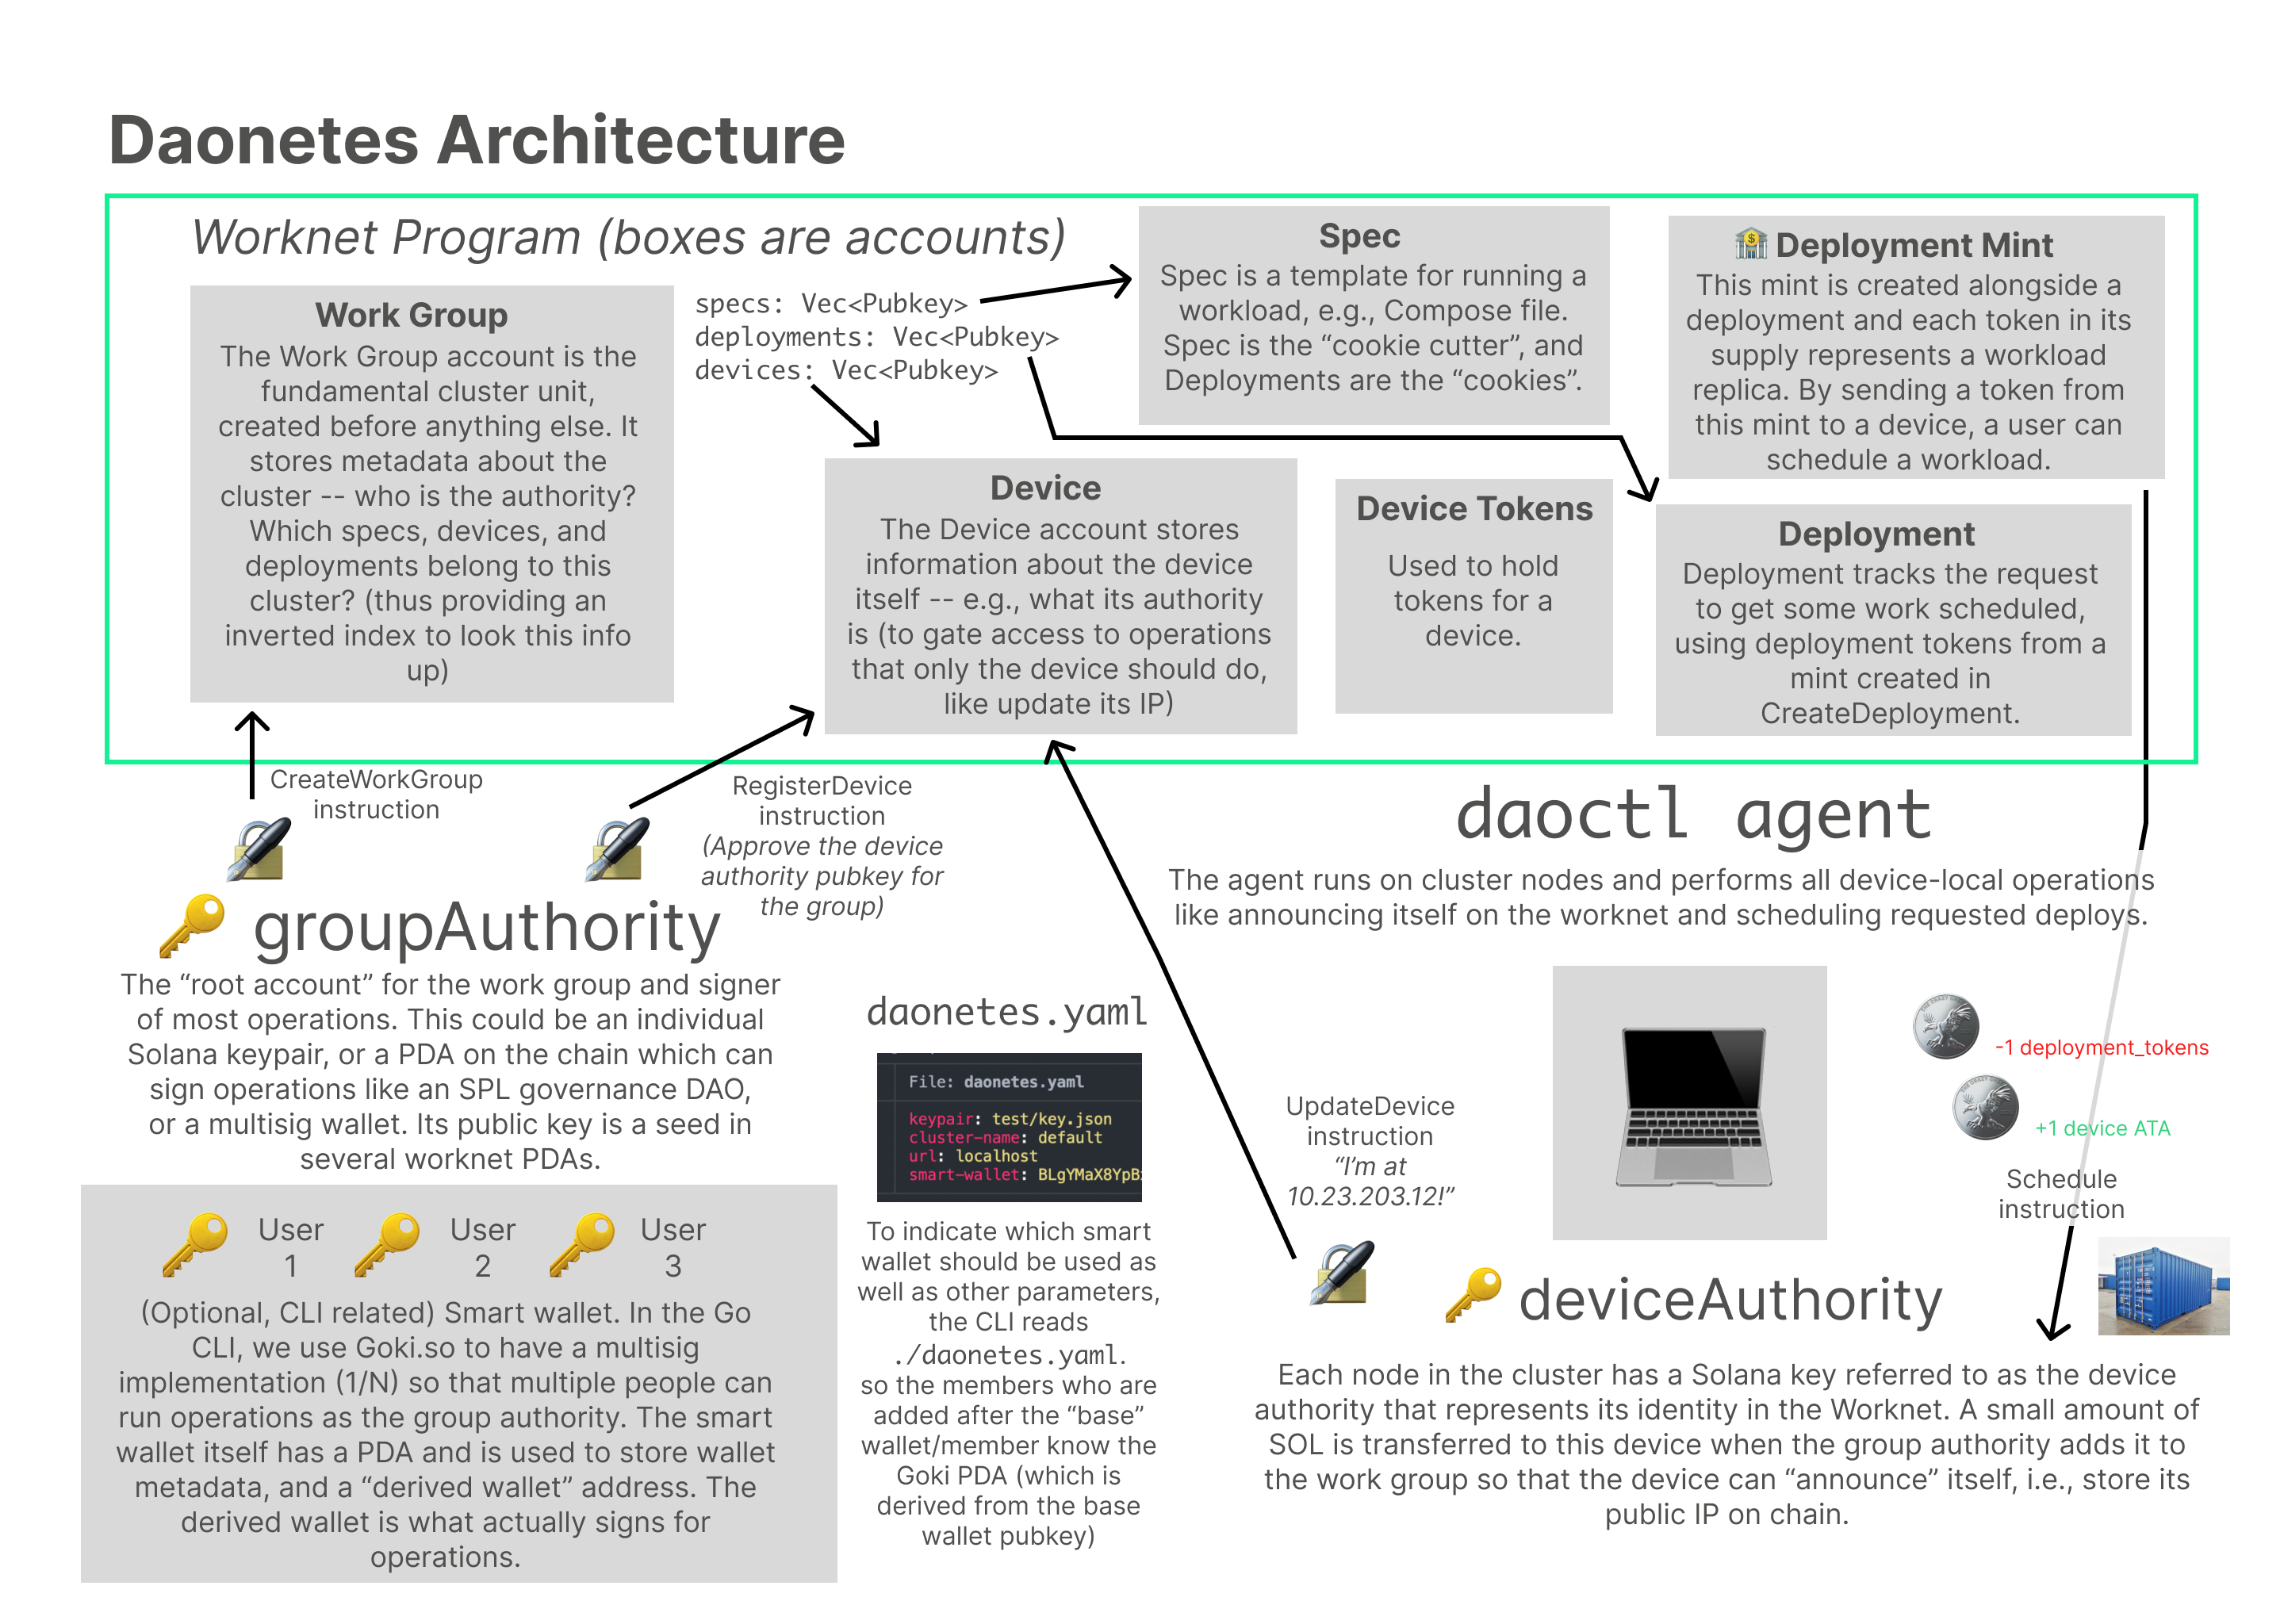 Daonetes Architecture
Worknet Program (boxes are accounts)
Work Group
The Work Group account is the
fundamental cluster unit,
created before anything else. It
stores metadata about the
cluster -- who is the authority?
Which specs, devices, and
deployments belong to this
cluster? (thus providing an
inverted index to look this info
up)
specs: Vec<Pubkey>
deployments: Vec<Pubkey>
devices: Vec<Pubkey>
Spec
Spec is a template for running a
workload, e.g., Compose file.
Spec is the “cookie cutter”, and
Deployments are the “cookies”.
Deployment Mint
This mint is created alongside a
deployment and each token in its
supply represents a workload
replica. By sending a token from
this mint to a device, a user can
schedule a workload.
Device
The Device account stores
information about the device
itself -- e.g., what its authority
is (to gate access to operations
that only the device should do,
like update its IP)
Device Tokens
Used to hold
tokens for a
device.
Deployment
Deployment tracks the request
to get some work scheduled,
using deployment tokens from a
mint created in
CreateDeployment.
CreateWorkGroup
instruction
RegisterDevice
instruction
(Approve the device
authority pubkey for
the group)
groupAuthority
The “root account” for the work group and signer
of most operations. This could be an individual
Solana keypair, or a PDA on the chain which can
sign operations like an SPL governance DAO,
or a multisig wallet. Its public key is a seed in
several worknet PDAs.
User
1
User
2
User
3
(Optional, CLI related) Smart wallet. In the Go
CLI, we use Goki.so to have a multisig
implementation (1/N) so that multiple people can
run operations as the group authority. The smart
wallet itself has a PDA and is used to store wallet
metadata, and a “derived wallet” address. The
derived wallet is what actually signs for
operations.
daonetes.yaml
File: daonetes.yaml
keypair: test/key.json
cluster-name: default
url: localhost
smart-wallet: BLgYMaX8YpB
To indicate which smart
wallet should be used as
well as other parameters,
the CLI reads
./daonetes.yaml.
so the members who are
added after the “base”
wallet/member know the
Goki PDA (which is
derived from the base
wallet pubkey)
daoctl agent
The agent runs on cluster nodes and performs all device-local operations
like announcing itself on the worknet and scheduling requested deploys.
UpdateDevice
instruction
“I’m at
10.23.203.12!”
-1 deployment_tokens
+1 device ATA
Schedule
instruction
deviceAuthority
Each node in the cluster has a Solana key referred to as the device
authority that represents its identity in the Worknet. A small amount of
SOL is transferred to this device when the group authority adds it to
the work group so that the device can “announce” itself, i.e., store its
public IP on chain.